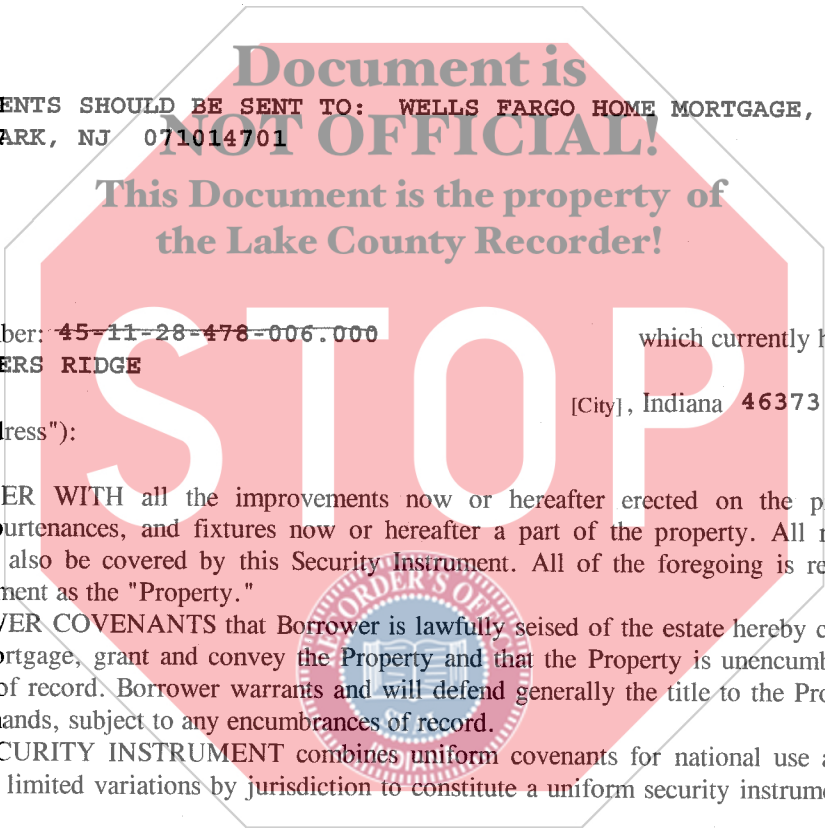 Document is
ENTS SHOULD BE SENT TO: WELLS FARGO HOME MORTGAGE,
NOT OFFICIAL!
ARK, NJ 071014701
This Document is the property of
the Lake County Recorder!
ber: 45-11-28-478-006.000 which currently h
ERS RIDGE
[City], Indiana 46373
dress"):
STOP
ER WITH all the improvements now or hereafter erected on the p
urtenances, and fixtures now or hereafter a part of the property. All r
also be covered by this Security Instrument. All of the foregoing is re
ment as the "Property."
VER COVENANTS that Borrower is lawfully seised of the estate hereby c
ortgage, grant and convey the Property and that the Property is unencumb
of record. Borrower warrants and will defend generally the title to the Pro
ands, subject to any encumbrances of record.
CURITY INSTRUMENT combines uniform covenants for national use a
limited variations by jurisdiction to constitute a uniform security instrume
RECORDER'S OFFICE